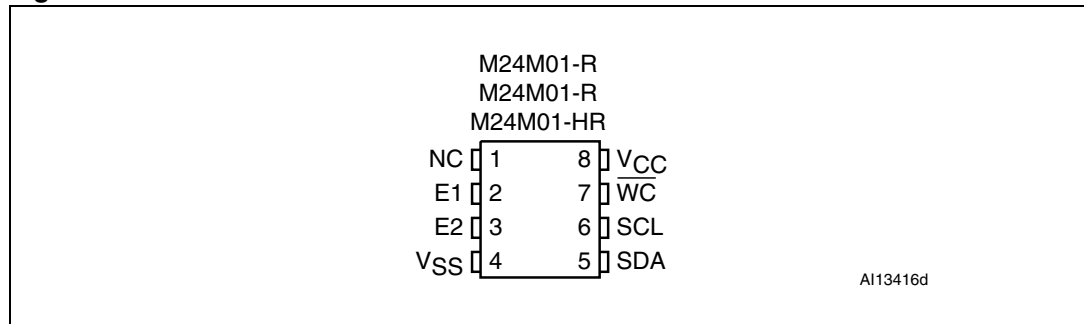 M24M01-R
M24M01-R
M24M01-HR
NC 1 8 VCC
E1 2 7 WC
E2 3 6 SCL
VSS 4 5 SDA
AI13416d